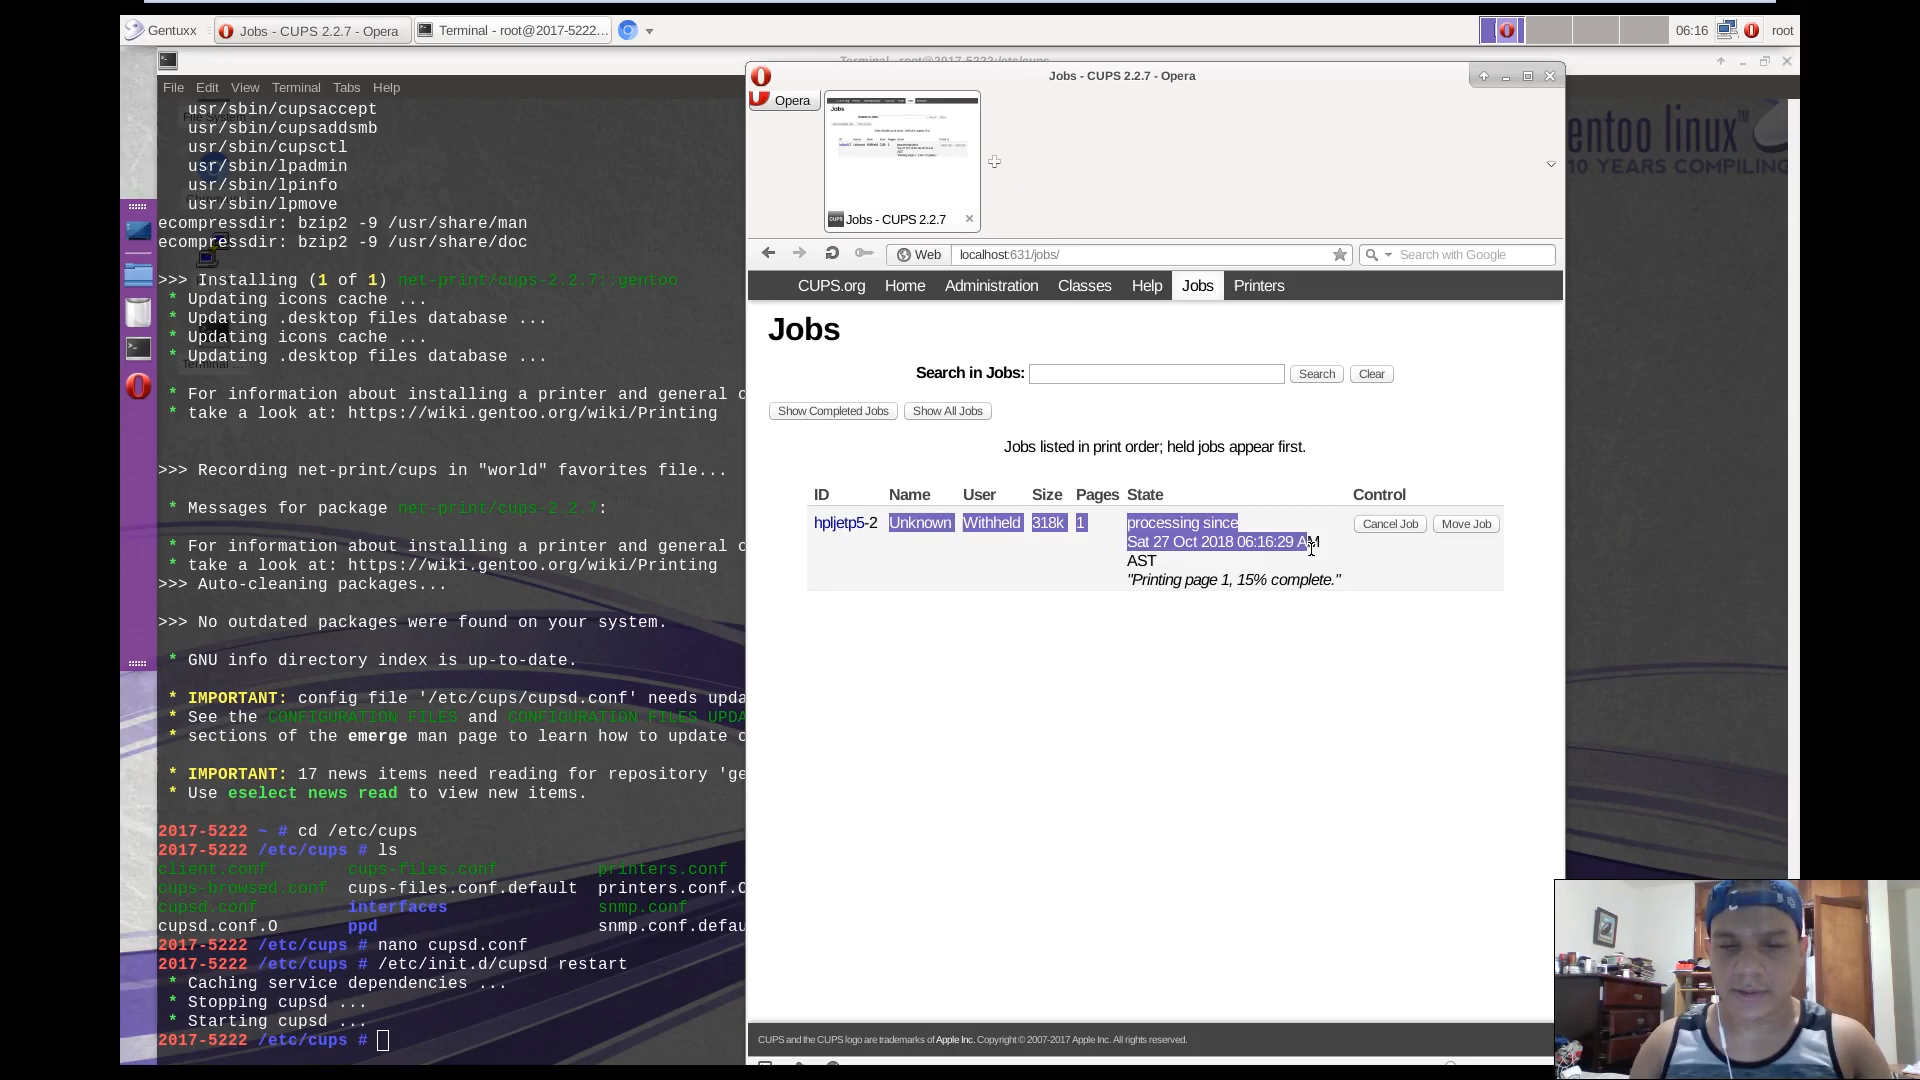 Gentuxx
Jobs - CUPS 2.2.7 - Opera
Terminal - root@2017-5222...
06:16
root
File Edit View Terminal Tabs Help
usr/sbin/cupsaccept
usr/sbin/cupsaddsmb
usr/sbin/cupsctl
usr/sbin/lpadmin
usr/sbin/lpinfo
usr/sbin/lpmove
ecompressdir: bzip2 -9 /usr/share/man
ecompressdir: bzip2 -9 /usr/share/doc
>>> Installing (1 of 1) net-print/cups-2.2.7::gentoo
* Updating icons cache ...
* Updating .desktop files database ...
* Updating icons cache ...
* Updating .desktop files database ...
* For information about installing a printer and general c
* take a look at: https://wiki.gentoo.org/wiki/Printing
>>> Recording net-print/cups in "world" favorites file...
* Messages for package net-print/cups-2.2.7:
* For information about installing a printer and general c
* take a look at: https://wiki.gentoo.org/wiki/Printing
>>> Auto-cleaning packages...
>>> No outdated packages were found on your system.
* GNU info directory index is up-to-date.
* IMPORTANT: config file '/etc/cups/cupsd.conf' needs upda
* See the CONFIGURATION FILES and CONFIGURATION FILES UPDA
* sections of the emerge man page to learn how to update c
* IMPORTANT: 17 news items need reading for repository 'ge
* Use eselect news read to view new items.
2017-5222 ~ # cd /etc/cups
2017-5222 /etc/cups # ls
client.conf cups-files.conf printers.conf
cups-browsed.conf cups-files.conf.default printers.conf.O
cupsd.conf interfaces snmp.conf
cupsd.conf.O ppd snmp.conf.defau
2017-5222 /etc/cups # nano cupsd.conf
2017-5222 /etc/cups # /etc/init.d/cupsd restart
* Caching service dependencies ...
* Stopping cupsd ...
* Starting cupsd ...
2017-5222 /etc/cups #
Jobs - CUPS 2.2.7 - Opera
Opera
Jobs - CUPS 2.2.7
Web
localhost:631/jobs/
Search with Google
CUPS.org Home Administration Classes Help Jobs Printers
Jobs
Search in Jobs:
Search Clear
Show Completed Jobs Show All Jobs
Jobs listed in print order; held jobs appear first.
ID Name User Size Pages State Control
hpljetp5-2 Unknown Withheld 318k 1 processing since Cancel Job Move Job
Sat 27 Oct 2018 06:16:29 AM
AST
"Printing page 1, 15% complete."
CUPS and the CUPS logo are trademarks of Apple Inc. Copyright © 2007-2017 Apple Inc. All rights reserved.
entoo linux™
10 YEARS COMPILING